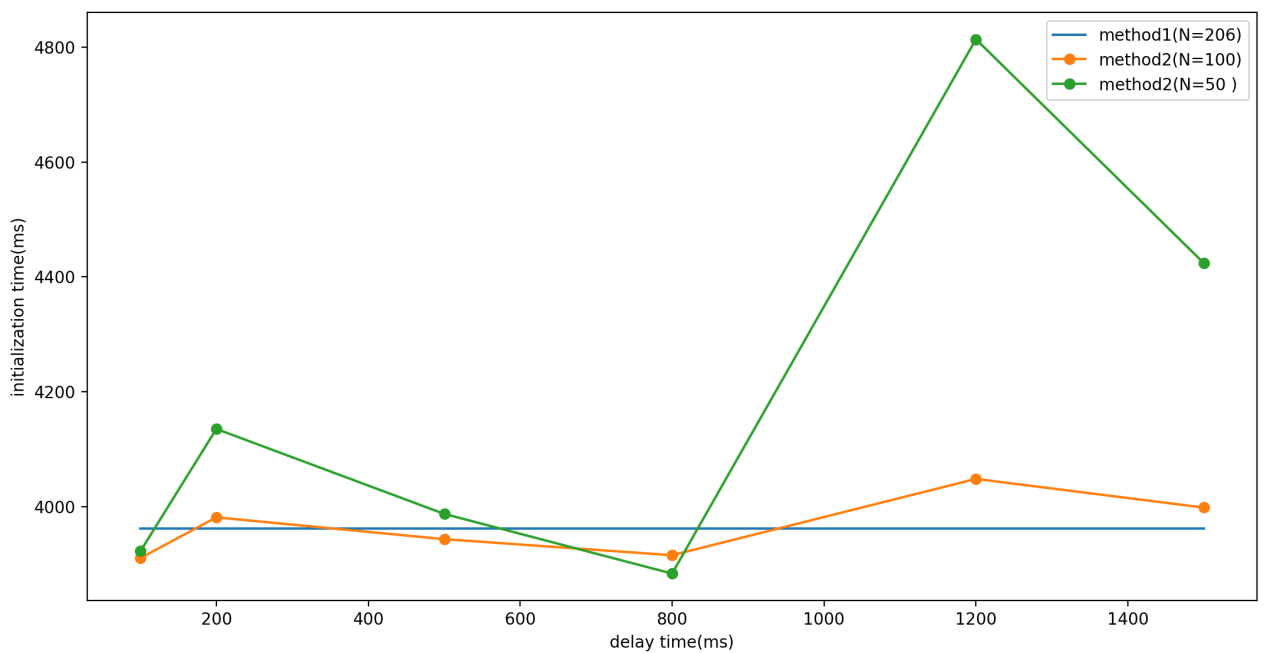 method1(N=206)
method2(N=100)
method2(N=50 )
4800
4600
4400
4200
4000
initialization time(ms)
200 400 600 800 1000 1200 1400
delay time(ms)